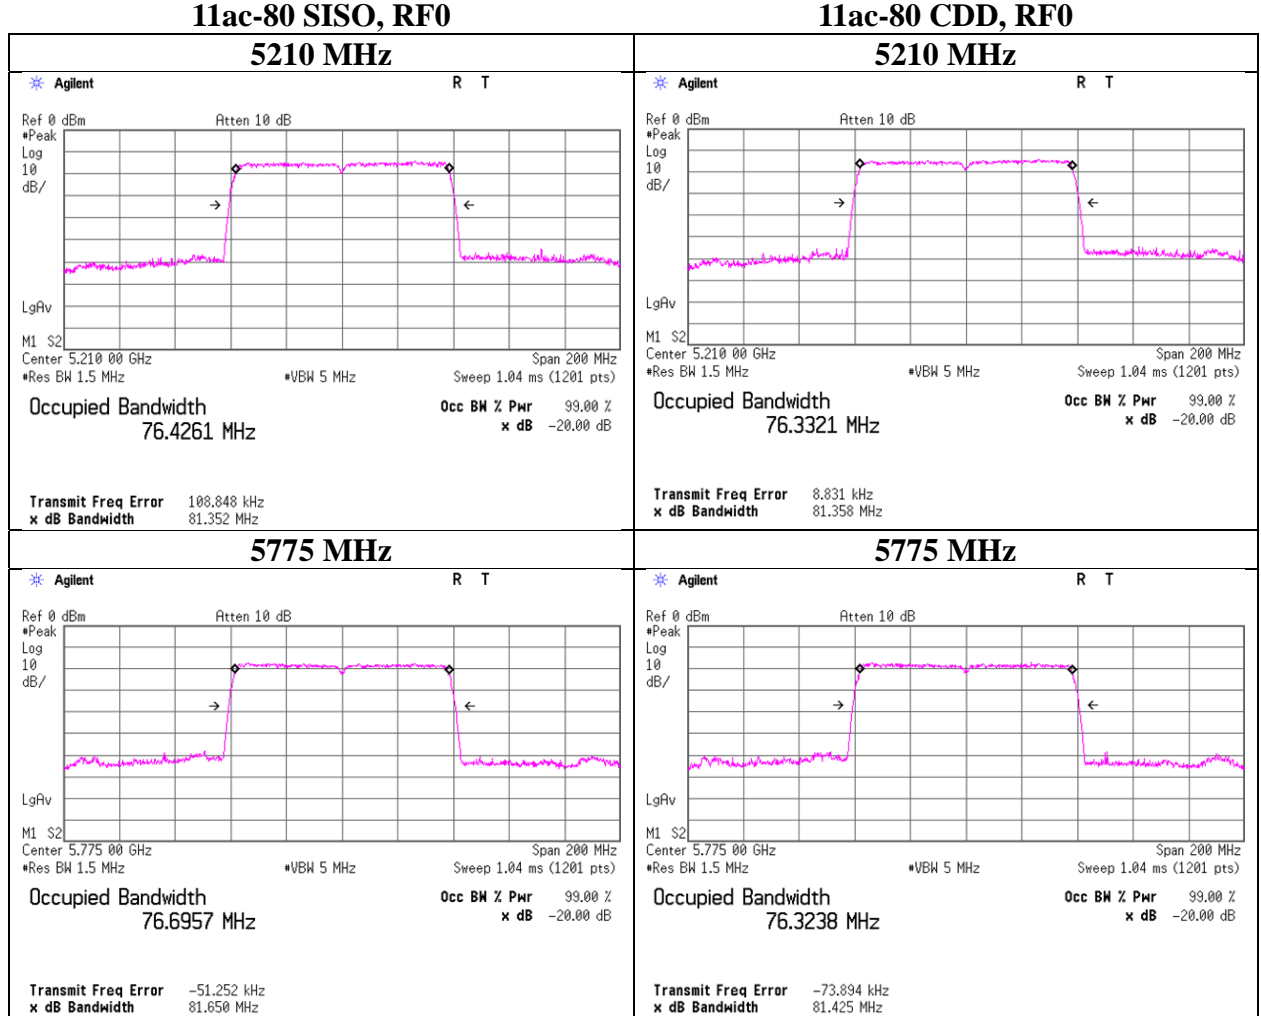 11ac-80 SISO, RF0
11ac-80 CDD, RF0
5210 MHz
5210 MHz
Agilent
R T
Ref 0 dBm
Atten 10 dB
#Peak
Log
10
dB/
LgAv
M1 S2
Center 5.210 00 GHz
Span 200 MHz
#Res BW 1.5 MHz
#VBW 5 MHz
Sweep 1.04 ms (1201 pts)
Occupied Bandwidth
76.4261 MHz
Occ BW % Pwr 99.00 %
x dB -20.00 dB
Transmit Freq Error 108.848 kHz
x dB Bandwidth 81.352 MHz
Agilent
R T
Ref 0 dBm
Atten 10 dB
#Peak
Log
10
dB/
LgAv
M1 S2
Center 5.210 00 GHz
Span 200 MHz
#Res BW 1.5 MHz
#VBW 5 MHz
Sweep 1.04 ms (1201 pts)
Occupied Bandwidth
76.3321 MHz
Occ BW % Pwr 99.00 %
x dB -20.00 dB
Transmit Freq Error 8.831 kHz
x dB Bandwidth 81.358 MHz
5775 MHz
5775 MHz
Agilent
R T
Ref 0 dBm
Atten 10 dB
#Peak
Log
10
dB/
LgAv
M1 S2
Center 5.775 00 GHz
Span 200 MHz
#Res BW 1.5 MHz
#VBW 5 MHz
Sweep 1.04 ms (1201 pts)
Occupied Bandwidth
76.6957 MHz
Occ BW % Pwr 99.00 %
x dB -20.00 dB
Transmit Freq Error -51.252 kHz
x dB Bandwidth 81.650 MHz
Agilent
R T
Ref 0 dBm
Atten 10 dB
#Peak
Log
10
dB/
LgAv
M1 S2
Center 5.775 00 GHz
Span 200 MHz
#Res BW 1.5 MHz
#VBW 5 MHz
Sweep 1.04 ms (1201 pts)
Occupied Bandwidth
76.3238 MHz
Occ BW % Pwr 99.00 %
x dB -20.00 dB
Transmit Freq Error -73.894 kHz
x dB Bandwidth 81.425 MHz